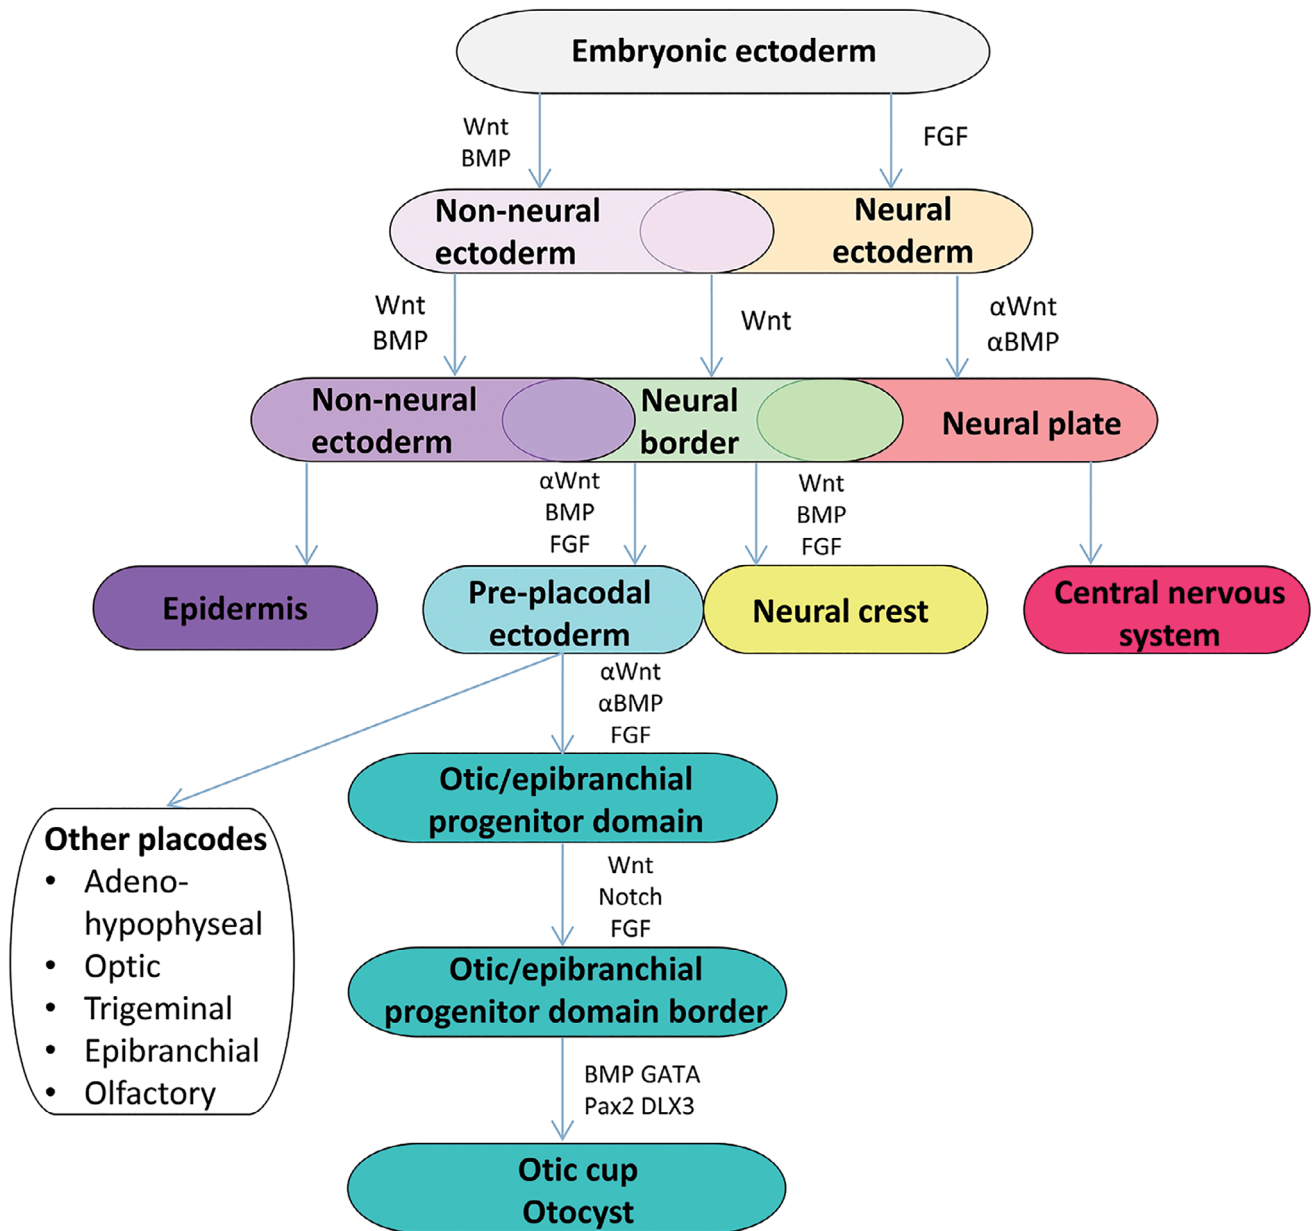 Embryonic ectoderm
Wnt
BMP
FGF
Non-neural
ectoderm
Neural
ectoderm
Wnt
BMP
Wnt
αWnt
αBMP
Non-neural
ectoderm
Neural
border
Neural plate
αWnt
BMP
FGF
Wnt
BMP
FGF
Epidermis
Pre-placodal
ectoderm
Neural crest
Central nervous
system
αWnt
αBMP
FGF
Otic/epibranchial
progenitor domain
Other placodes
• Adeno-
hypophyseal
• Optic
• Trigeminal
• Epibranchial
• Olfactory
Wnt
Notch
FGF
Otic/epibranchial
progenitor domain border
BMP GATA
Pax2 DLX3
Otic cup
Otocyst